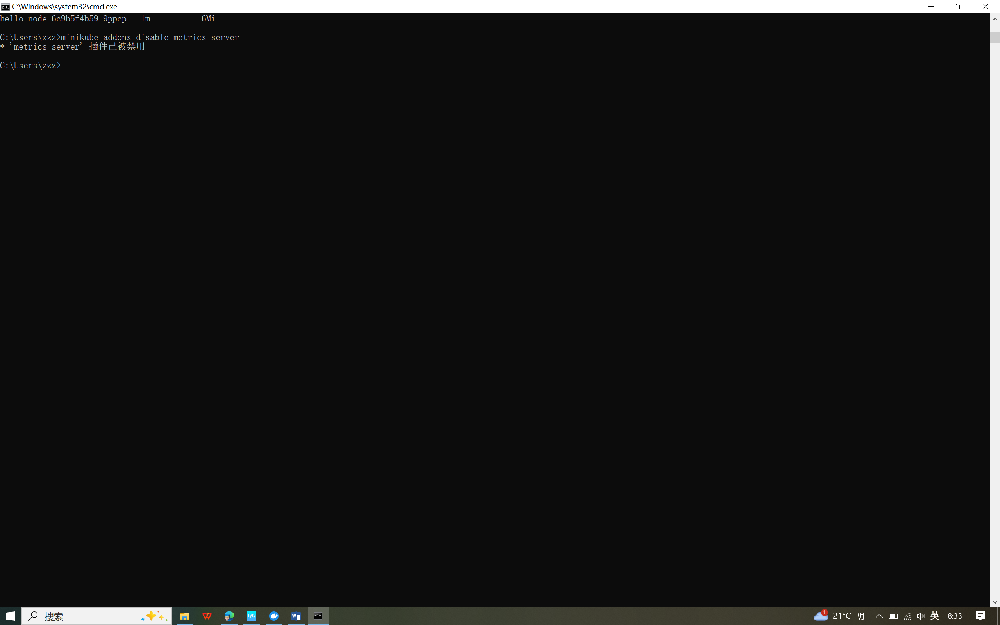 C:\Windows\system32\cmd.exe
hello-node-6c9b5f4b59-9ppcp 1m 6Mi
C:\Users\zzz>minikube addons disable metrics-server
* 'metrics-server' 插件已被禁用
C:\Users\zzz>
搜索
Tyty
1
21°C 阴
英
8:33